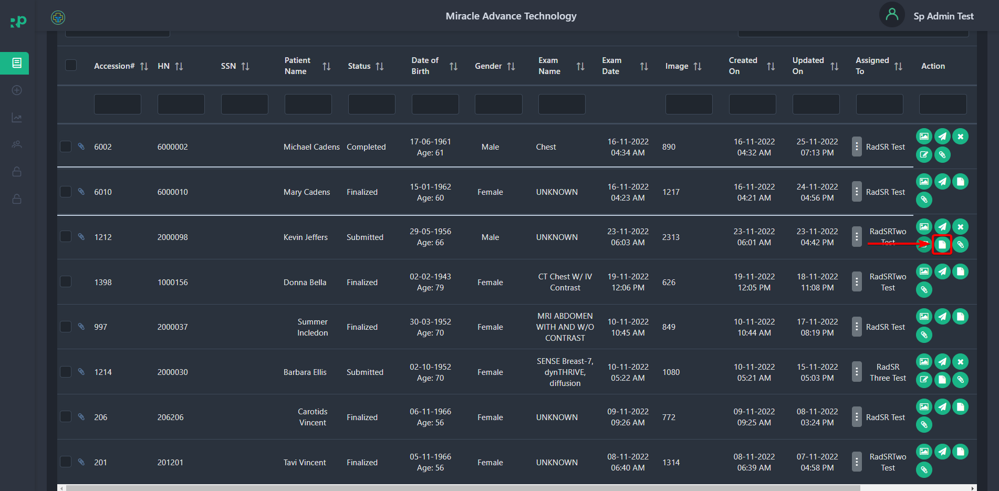 Rp
Miracle Advance Technology
Sp Admin Test
Accession# HN SSN Patient Name Status Date of Birth Gender Exam Name Exam Date Image Created On Updated On Assigned To Action
6002 6000002 Michael Cadens Completed 17-06-1961 Age: 61 Male Chest 16-11-2022 04:34 AM 890 16-11-2022 04:32 AM 25-11-2022 07:13 PM RadSR Test
6010 6000010 Mary Cadens Finalized 15-01-1962 Age: 60 Female UNKNOWN 16-11-2022 04:23 AM 1217 16-11-2022 04:21 AM 24-11-2022 04:56 PM RadSR Test
1212 2000098 Kevin Jeffers Submitted 29-05-1956 Age: 66 Male UNKNOWN 23-11-2022 06:03 AM 2313 23-11-2022 06:01 AM 23-11-2022 04:42 PM RadSRTwo Test
1398 1000156 Donna Bella Finalized 02-02-1943 Age: 79 Female CT Chest W/ IV Contrast 19-11-2022 12:06 PM 626 19-11-2022 12:05 PM 18-11-2022 11:08 PM RadSRTwo Test
997 2000037 Summer Incledon Finalized 30-03-1952 Age: 70 Female MRI ABDOMEN WITH AND W/O CONTRAST 10-11-2022 10:45 AM 849 10-11-2022 10:44 AM 17-11-2022 08:19 PM RadSR Test
1214 2000030 Barbara Ellis Submitted 02-10-1952 Age: 70 Female SENSE Breast-7, dynTHRIVE, diffusion 10-11-2022 05:22 AM 1080 10-11-2022 05:21 AM 15-11-2022 05:03 PM RadSR Three Test
206 206206 Carotids Vincent Finalized 06-11-1966 Age: 56 Female UNKNOWN 09-11-2022 09:26 AM 772 09-11-2022 09:25 AM 08-11-2022 03:24 PM RadSR Test
201 201201 Tavi Vincent Finalized 05-11-1966 Age: 56 Female UNKNOWN 08-11-2022 06:40 AM 1314 08-11-2022 06:39 AM 07-11-2022 04:58 PM RadSRTwo Test